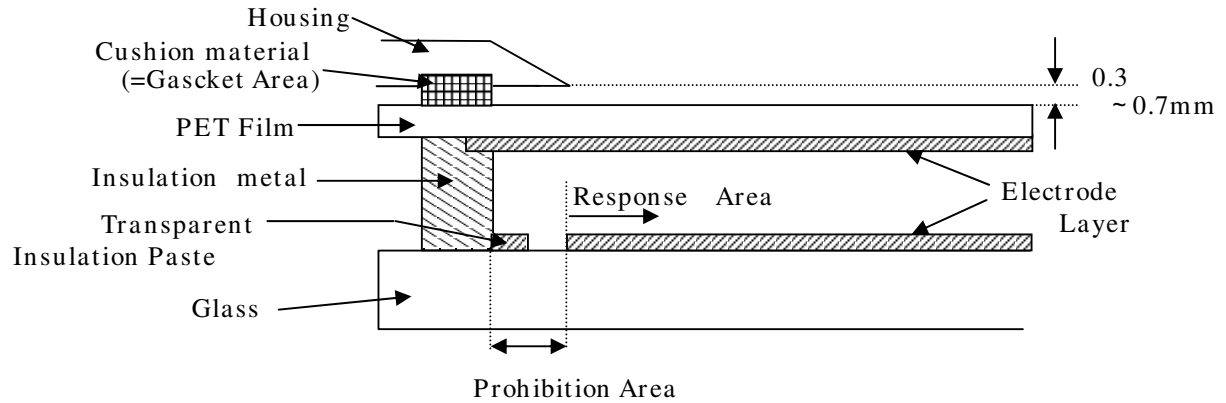 Housing
Cushion material
(=Gascket Area)
0.3
~0.7mm
PET Film
Insulation metal
Response Area
Electrode
Layer
Transparent
Insulation Paste
Glass
Prohibition Area